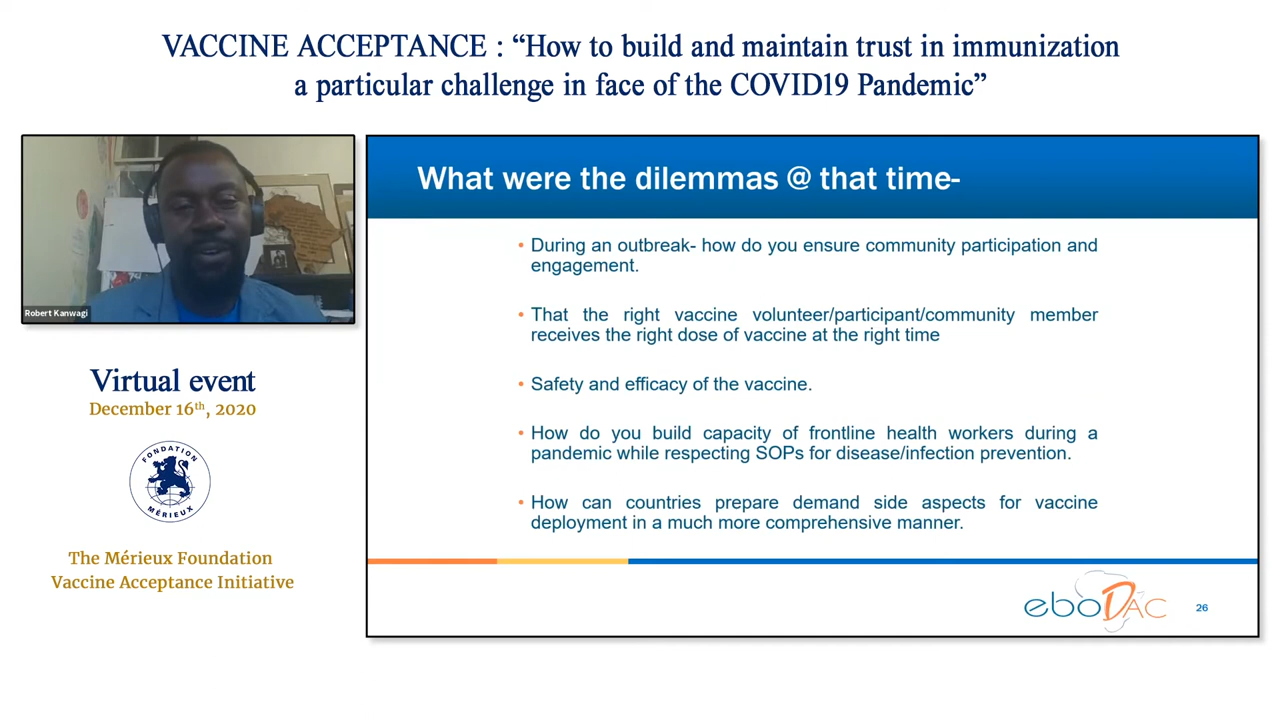 VACCINE ACCEPTANCE : “How to build and maintain trust in immunization
a particular challenge in face of the COVID19 Pandemic”
Robert Kanwagi
Virtual event
December 16th, 2020
FONDATION
MÉRIEUX
The Mérieux Foundation
Vaccine Acceptance Initiative
What were the dilemmas @ that time-
• During an outbreak- how do you ensure community participation and
engagement.
• That the right vaccine volunteer/participant/community member
receives the right dose of vaccine at the right time
• Safety and efficacy of the vaccine.
• How do you build capacity of frontline health workers during a
pandemic while respecting SOPs for disease/infection prevention.
• How can countries prepare demand side aspects for vaccine
deployment in a much more comprehensive manner.
eboDAC
26